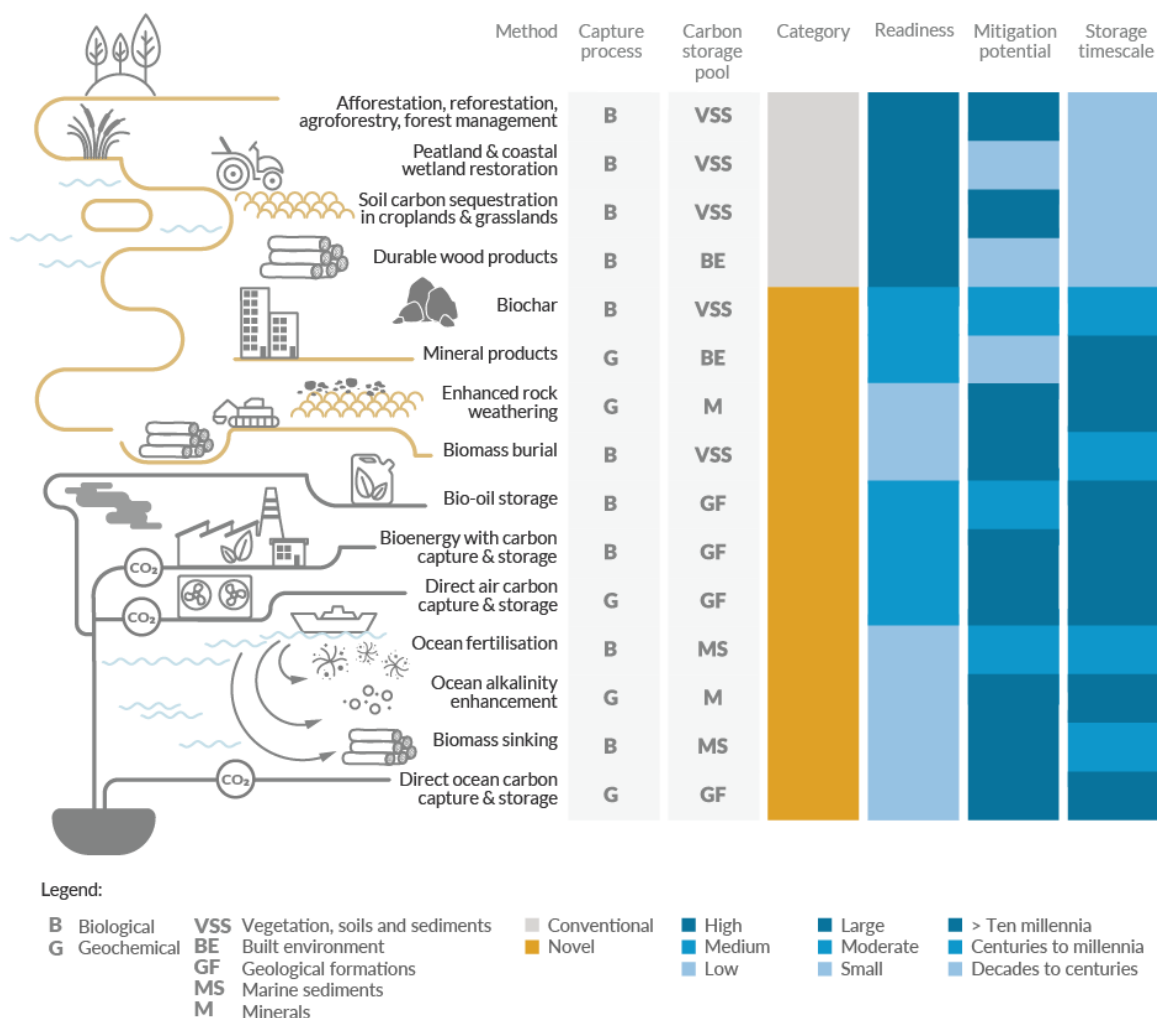 Method
Capture process
Carbon storage pool
Category
Readiness
Mitigation potential
Storage timescale
Afforestation, reforestation,
agroforestry, forest management
B
VSS
Peatland & coastal
wetland restoration
B
VSS
Soil carbon sequestration
in croplands & grasslands
B
VSS
Durable wood products
B
BE
Biochar
B
VSS
Mineral products
G
BE
Enhanced rock
weathering
G
M
Biomass burial
B
VSS
Bio-oil storage
B
GF
Bioenergy with carbon
capture & storage
B
GF
CO₂
Direct air carbon
capture & storage
G
GF
CO₂
Ocean fertilisation
B
MS
Ocean alkalinity
enhancement
G
M
Biomass sinking
B
MS
Direct ocean carbon
capture & storage
G
GF
CO₂
Legend:
B Biological
G Geochemical
VSS Vegetation, soils and sediments
BE Built environment
GF Geological formations
MS Marine sediments
M Minerals
Conventional
Novel
High
Medium
Low
Large
Moderate
Small
> Ten millennia
Centuries to millennia
Decades to centuries